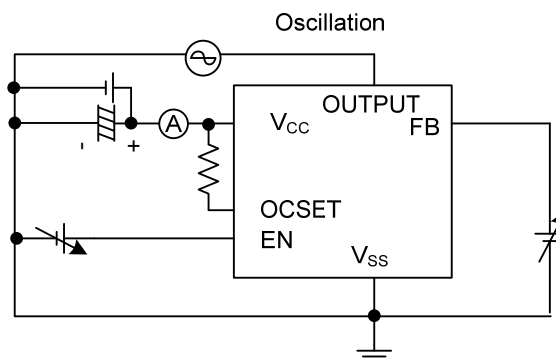 Oscillation
OUTPUT
VCC
FB
A
- +
OCSET
EN
VSS